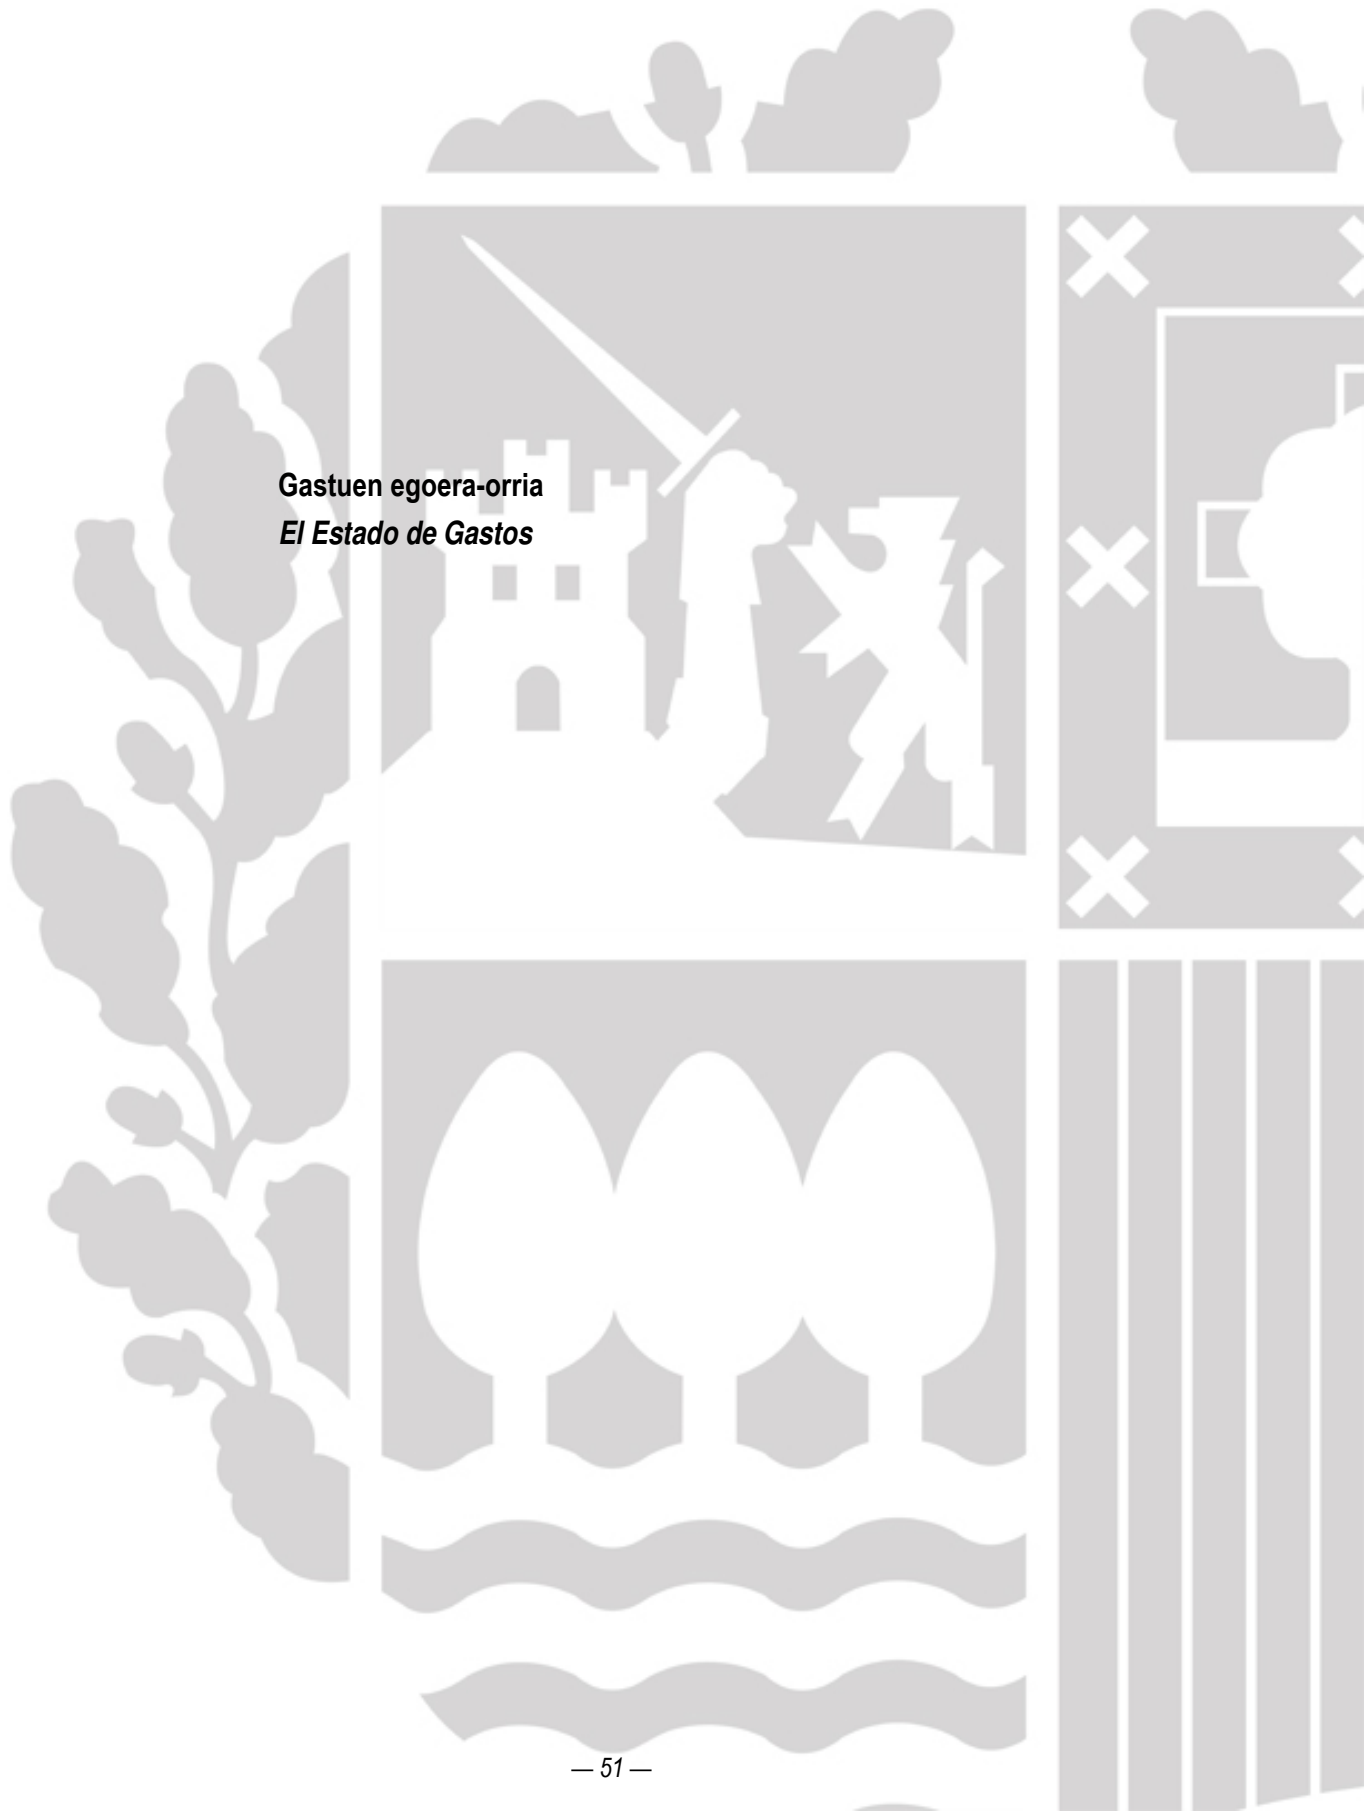 Gastuen egoera-orria
El Estado de Gastos
— 51 —